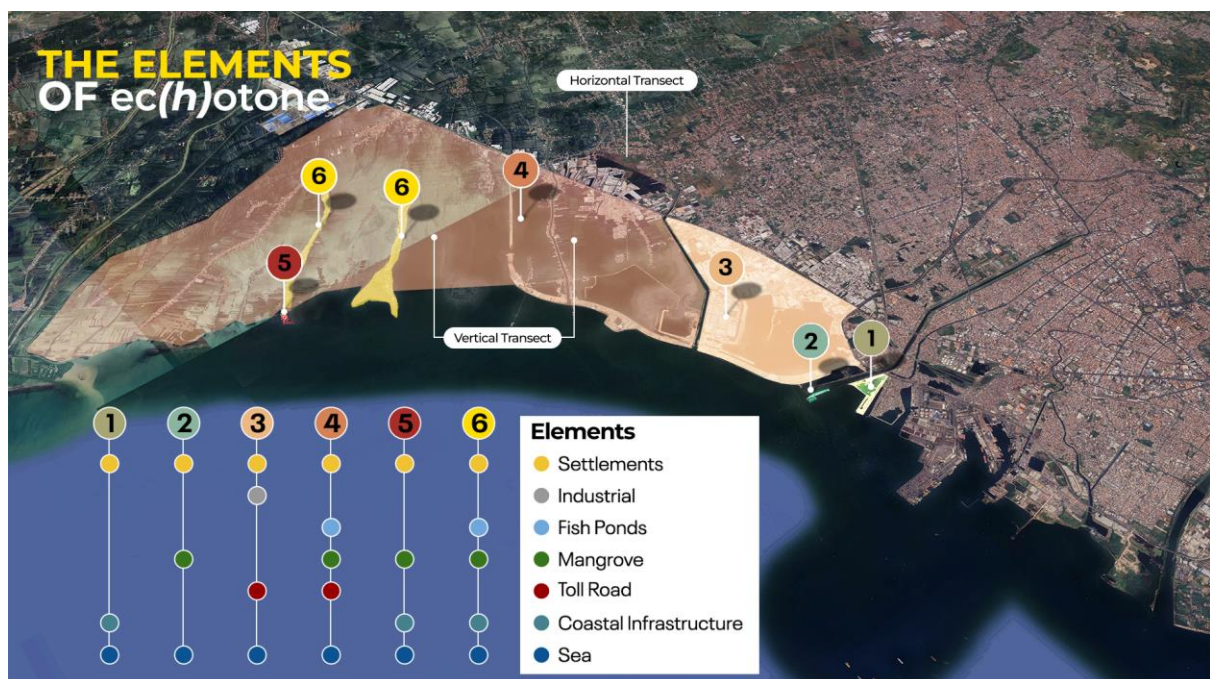 THE ELEMENTS
OF ec(h)otone
Horizontal Transect
6
6
4
5
3
Vertical Transect
2
1
1
2
3
4
5
6
Elements
Settlements
Industrial
Fish Ponds
Mangrove
Toll Road
Coastal Infrastructure
Sea